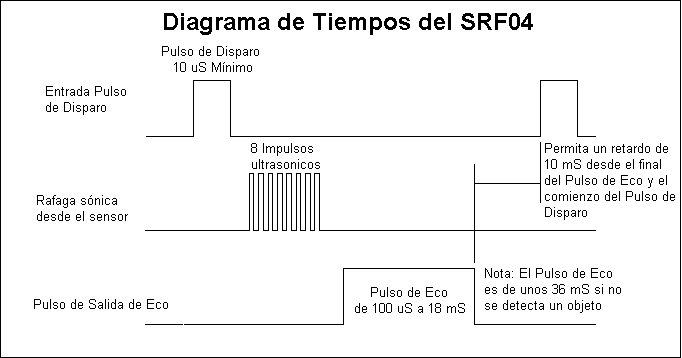 Diagrama de Tiempos del SRF04
Pulso de Disparo
10 uS Mínimo
Entrada Pulso
de Disparo
8 Impulsos
ultrasonicos
Permita un retardo de
10 mS desde el final
del Pulso de Eco y el
comienzo del Pulso de
Disparo
Rafaga sónica
desde el sensor
Pulso de Salida de Eco
Pulso de Eco
de 100 uS a 18 mS
Nota: El Pulso de Eco
es de unos 36 mS si no
se detecta un objeto